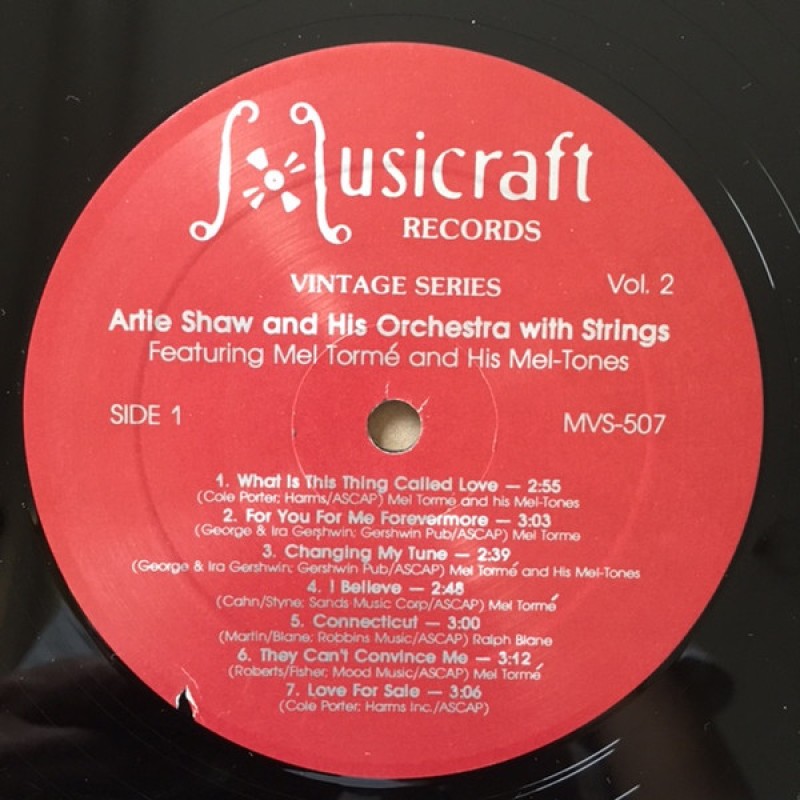 Musicraft
RECORDS
VINTAGE SERIES Vol. 2
Artie Shaw and His Orchestra with Strings
Featuring Mel Tormé and His Mel-Tones
SIDE 1 MVS-507
1. What Is This Thing Called Love — 2:55
(Cole Porter; Harms/ASCAP) Mel Tormé and his Mel-Tones
2. For You For Me Forevermore — 3:03
(George & Ira Gershwin: Gershwin Pub/ASCAP) Mel Torme
3. Changing My Tune — 2:39
(George & Ira Gershwin: Gershwin Pub/ASCAP) Mel Tormé and His Mel-Tones
4. I Believe — 2:48
(Cahn/Styne: Sands Music Corp/ASCAP) Mel Tormé
5. Connecticut — 3:00
(Martin/Blane: Robbins Music/ASCAP) Ralph Blane
6. They Can't Convince Me — 3:12
(Roberts/Fisher; Mood Music/ASCAP) Mel Tormé
7. Love For Sale — 3:06
(Cole Porter; Harms Inc./ASCAP)